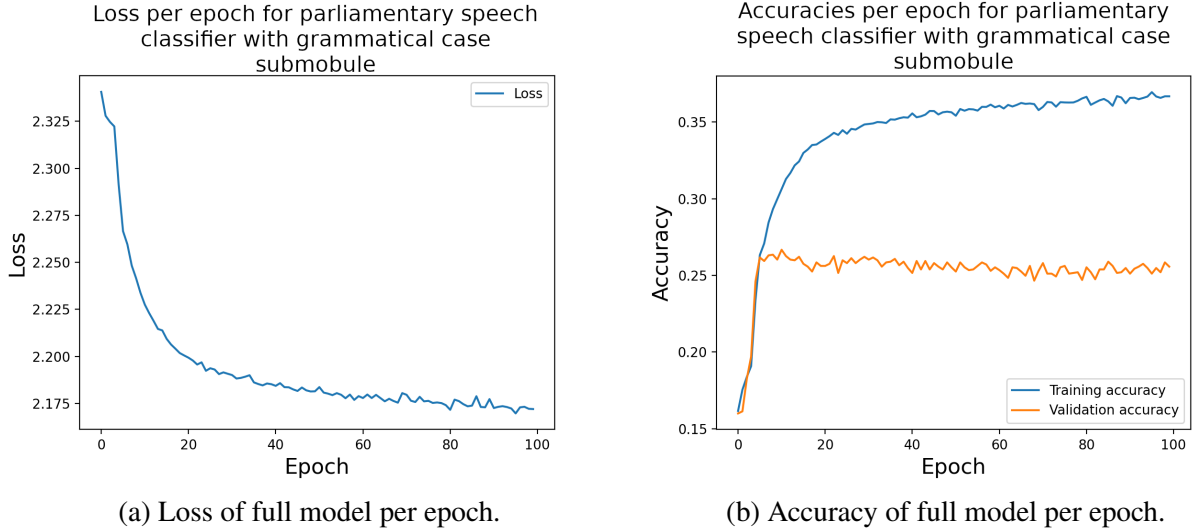 Loss per epoch for parliamentary speech
classifier with grammatical case
submobule
Loss
2.325
2.300
2.275
2.250
2.225
2.200
2.175
Loss
0
20
40
60
80
100
Epoch
(a) Loss of full model per epoch.
Accuracies per epoch for parliamentary
speech classifier with grammatical case
submobule
0.35
0.30
0.25
0.20
0.15
Accuracy
Training accuracy
Validation accuracy
0
20
40
60
80
100
Epoch
(b) Accuracy of full model per epoch.